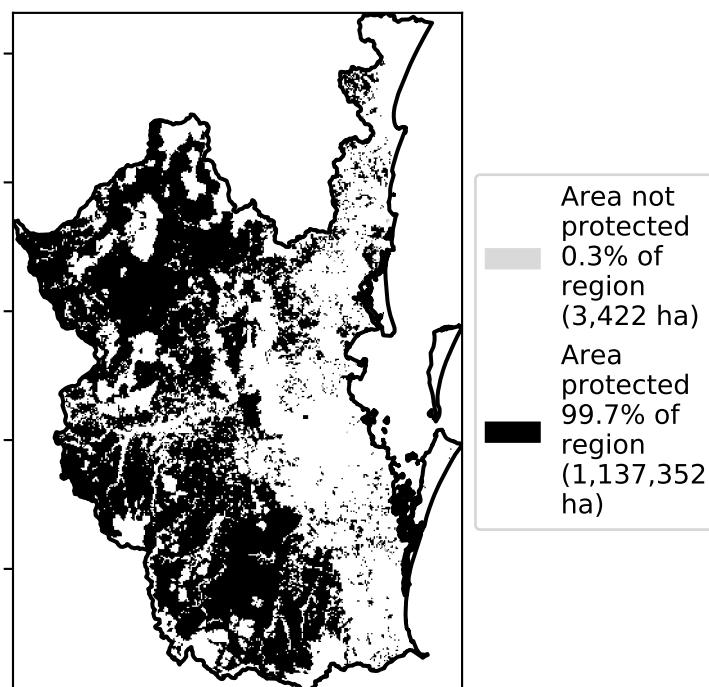 Area not
protected
0.3% of
region
(3,422 ha)
Area
protected
99.7% of
region
(1,137,352
ha)